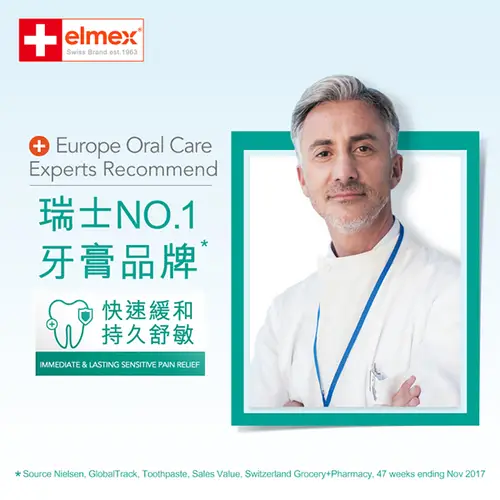 elmex®
Swiss Brand est.1963
Europe Oral Care
Experts Recommend
瑞士NO.1
牙膏品牌*
快速緩和
持久舒敏
IMMEDIATE & LASTING SENSITIVE PAIN RELIEF
*Source Nielsen, GlobalTrack, Toothpaste, Sales Value, Switzerland Grocery+Pharmacy, 47 weeks ending Nov 2017